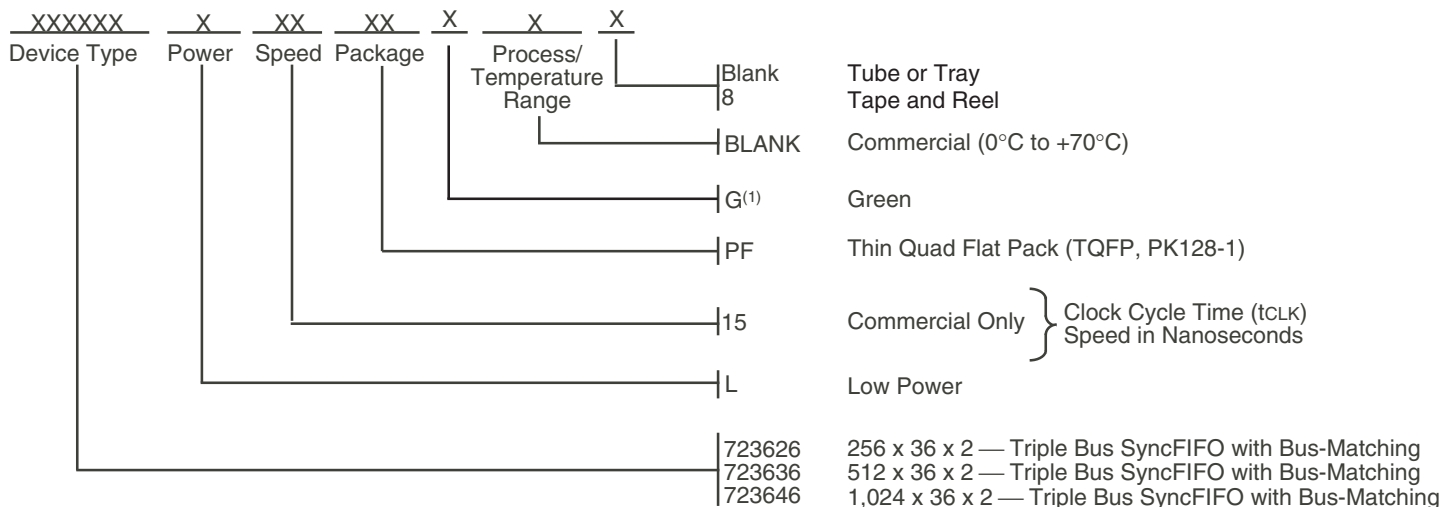 XXXXXX X XX XX X X X
Device Type Power Speed Package Process/
Temperature
Range
Blank Tube or Tray
8 Tape and Reel
BLANK Commercial (0°C to +70°C)
G(1) Green
PF Thin Quad Flat Pack (TQFP, PK128-1)
15 Commercial Only } Clock Cycle Time (tCLK)
Speed in Nanoseconds
L Low Power
723626 256 x 36 x 2 — Triple Bus SyncFIFO with Bus-Matching
723636 512 x 36 x 2 — Triple Bus SyncFIFO with Bus-Matching
723646 1,024 x 36 x 2 — Triple Bus SyncFIFO with Bus-Matching